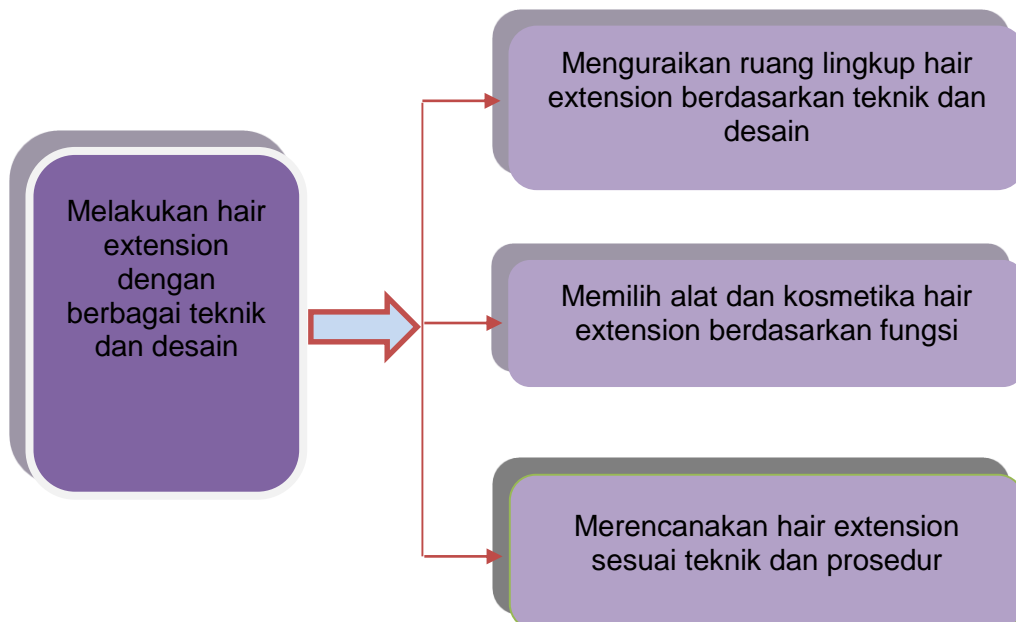 Melakukan hair
extension
dengan
berbagai teknik
dan desain
Menguraikan ruang lingkup hair
extension berdasarkan teknik dan
desain
Memilih alat dan kosmetika hair
extension berdasarkan fungsi
Merencanakan hair extension
sesuai teknik dan prosedur